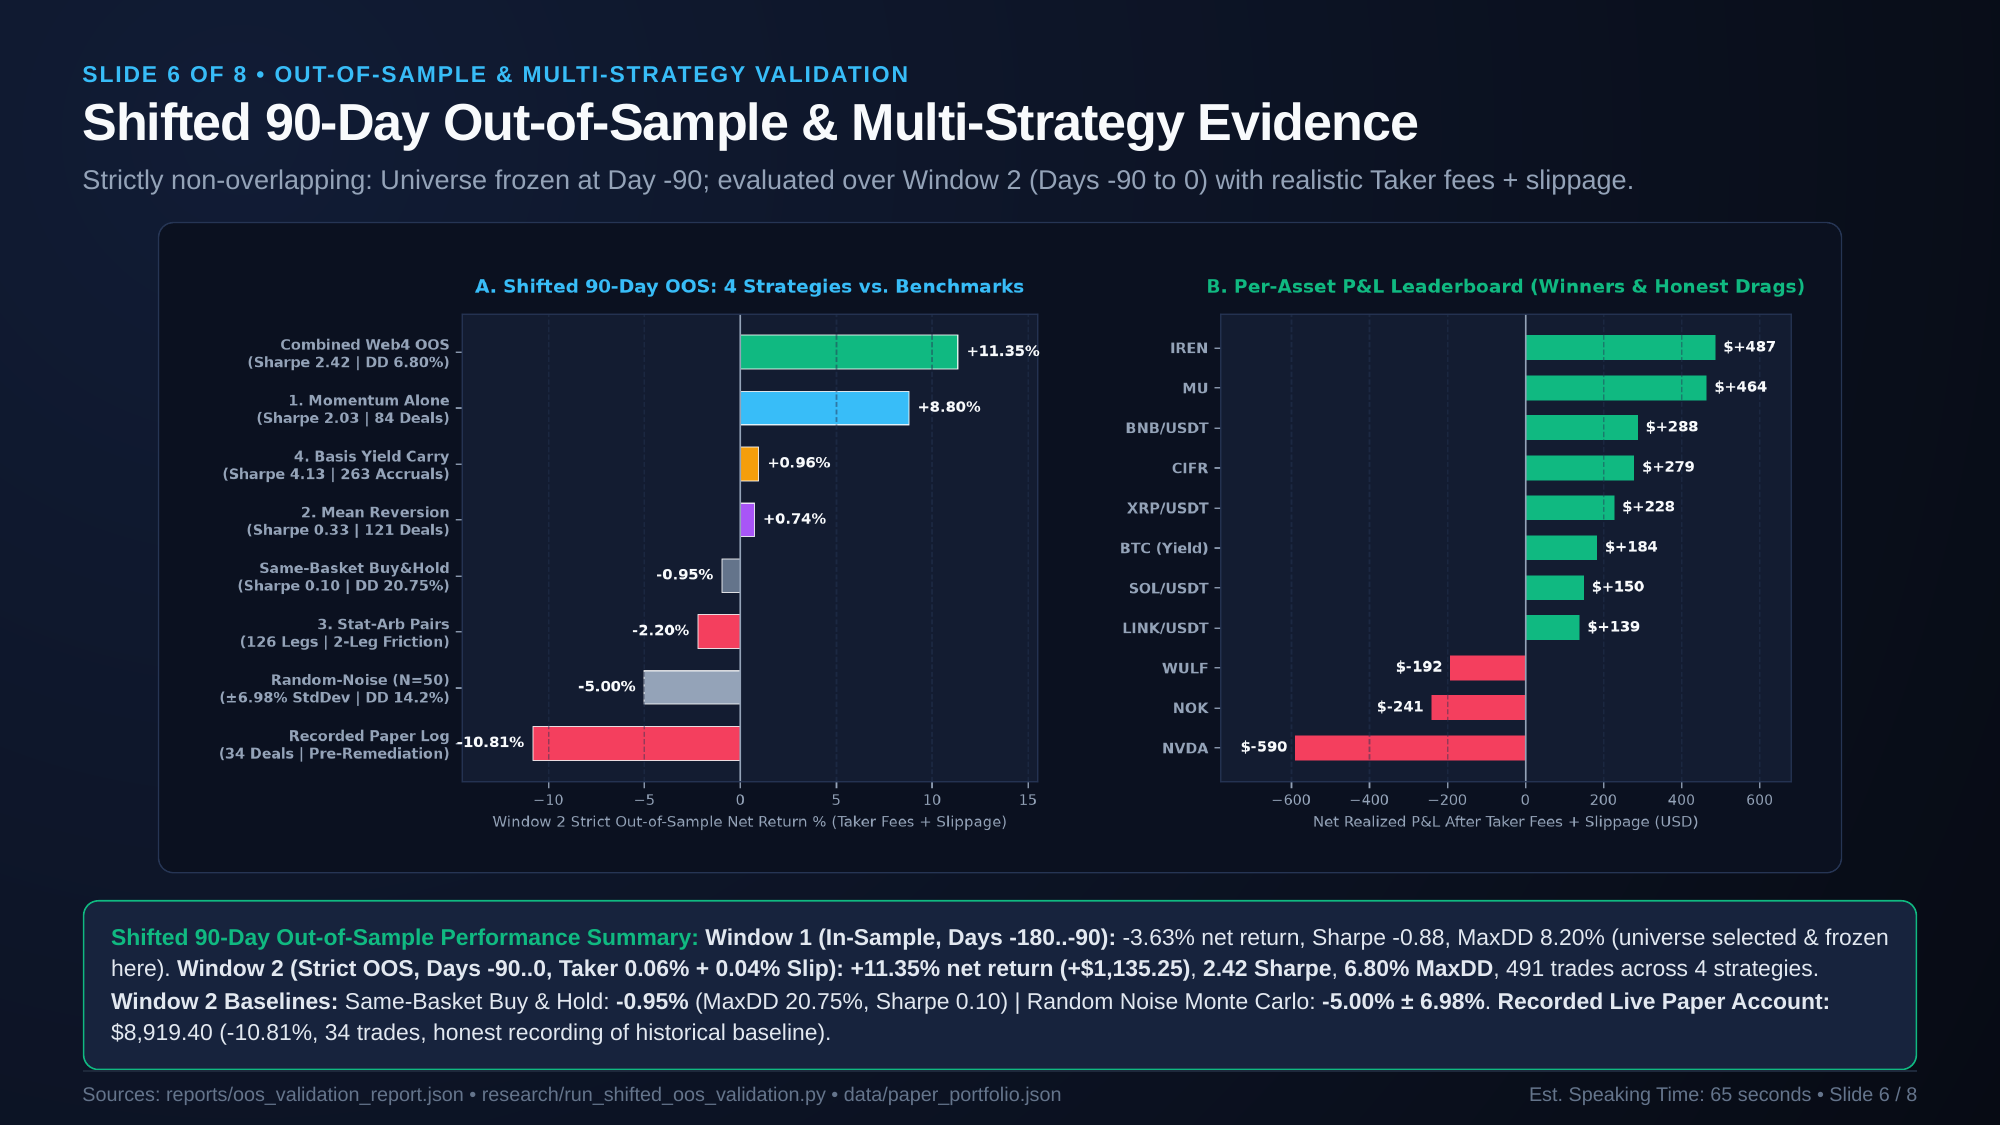 SLIDE 6 OF 8 • OUT-OF-SAMPLE & MULTI-STRATEGY VALIDATION
Shifted 90-Day Out-of-Sample & Multi-Strategy Evidence
Strictly non-overlapping: Universe frozen at Day -90; evaluated over Window 2 (Days -90 to 0) with realistic Taker fees + slippage.
A. Shifted 90-Day OOS: 4 Strategies vs. Benchmarks
Combined Web4 OOS
(Sharpe 2.42 | DD 6.80%)
+11.35%
1. Momentum Alone
(Sharpe 2.03 | 84 Deals)
+8.80%
4. Basis Yield Carry
(Sharpe 4.13 | 263 Accruals)
+0.96%
2. Mean Reversion
(Sharpe 0.33 | 121 Deals)
+0.74%
Same-Basket Buy&Hold
(Sharpe 0.10 | DD 20.75%)
-0.95%
3. Stat-Arb Pairs
(126 Legs | 2-Leg Friction)
-2.20%
Random-Noise (N=50)
(±6.98% StdDev | DD 14.2%)
-5.00%
Recorded Paper Log
(34 Deals | Pre-Remediation)
-10.81%
−10 −5 0 5 10 15
Window 2 Strict Out-of-Sample Net Return % (Taker Fees + Slippage)
B. Per-Asset P&L Leaderboard (Winners & Honest Drags)
IREN $+487
MU $+464
BNB/USDT $+288
CIFR $+279
XRP/USDT $+228
BTC (Yield) $+184
SOL/USDT $+150
LINK/USDT $+139
WULF $-192
NOK $-241
NVDA $-590
−600 −400 −200 0 200 400 600
Net Realized P&L After Taker Fees + Slippage (USD)
Shifted 90-Day Out-of-Sample Performance Summary: Window 1 (In-Sample, Days -180..-90): -3.63% net return, Sharpe -0.88, MaxDD 8.20% (universe selected & frozen
here). Window 2 (Strict OOS, Days -90..0, Taker 0.06% + 0.04% Slip): +11.35% net return (+$1,135.25), 2.42 Sharpe, 6.80% MaxDD, 491 trades across 4 strategies.
Window 2 Baselines: Same-Basket Buy & Hold: -0.95% (MaxDD 20.75%, Sharpe 0.10) | Random Noise Monte Carlo: -5.00% ± 6.98%. Recorded Live Paper Account:
$8,919.40 (-10.81%, 34 trades, honest recording of historical baseline).
Sources: reports/oos_validation_report.json • research/run_shifted_oos_validation.py • data/paper_portfolio.json
Est. Speaking Time: 65 seconds • Slide 6 / 8